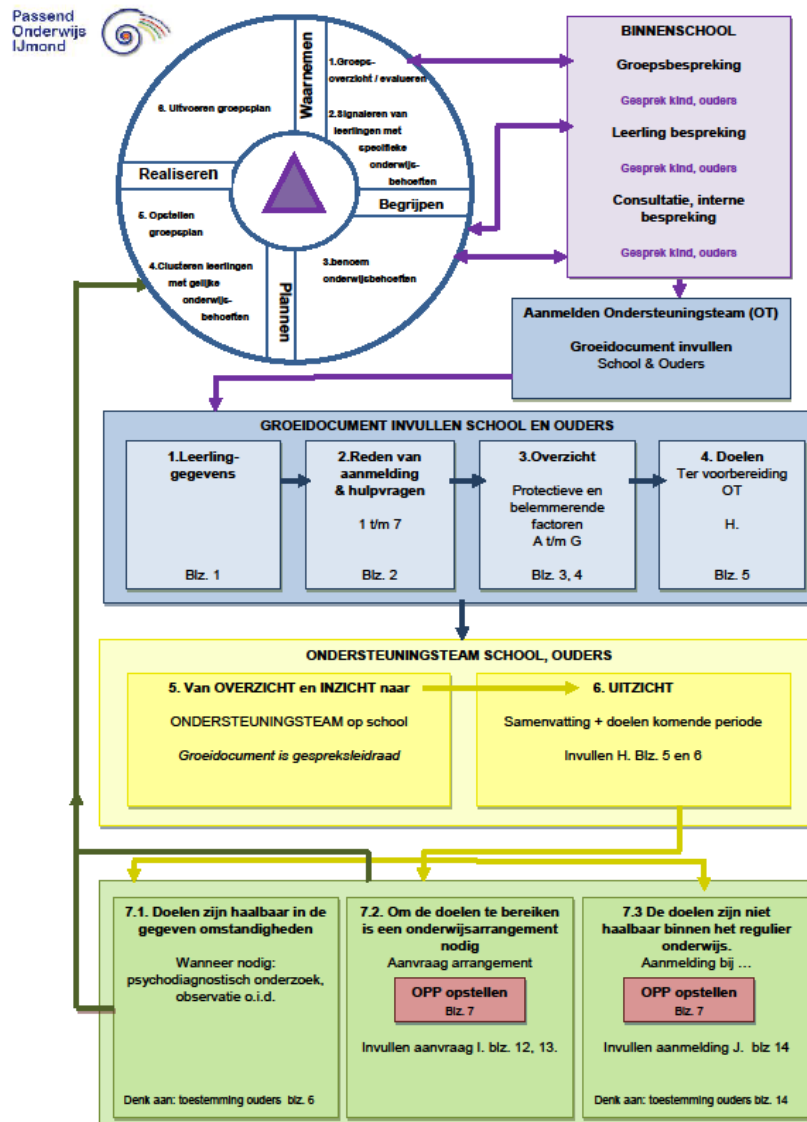 Passend
Onderwijs
IJmond
Waarnemen
1.Groeps-
overzicht / evalueren
2.Signaleren van
leerlingen met
specifieke
onderwijs-
behoeften
Begrijpen
3.benoem
onderwijsbehoeften
Plannen
4.Clusteren leerlingen
met gelijke
onderwijs-
behoeften
5. Opstellen
groepsplan
Realiseren
6. Uitvoeren groepsplan
BINNENSCHOOL
Groepsbespreking
Gesprek kind, ouders
Leerling bespreking
Gesprek kind, ouders
Consultatie, interne
bespreking
Gesprek kind, ouders
Aanmelden Ondersteuningsteam (OT)
Groeidocument invullen
School & Ouders
GROEIDOCUMENT INVULLEN SCHOOL EN OUDERS
1.Leerling-
gegevens
Blz. 1
2.Reden van
aanmelding
& hulpvragen
1 t/m 7
Blz. 2
3.Overzicht
Protectieve en
belemmerende
factoren
A t/m G
Blz. 3, 4
4. Doelen
Ter voorbereiding
OT
H.
Blz. 5
ONDERSTEUNINGSTEAM SCHOOL, OUDERS
5. Van OVERZICHT en INZICHT naar
ONDERSTEUNINGSTEAM op school
Groeidocument is gespreksleidraad
6. UITZICHT
Samenvatting + doelen komende periode
Invullen H. Blz. 5 en 6
7.1. Doelen zijn haalbaar in de
gegeven omstandigheden
Wanneer nodig:
psychodiagnostisch onderzoek,
observatie o.i.d.
Denk aan: toestemming ouders blz. 6
7.2. Om de doelen te bereiken
is een onderwijsarrangement
nodig
Aanvraag arrangement
OPP opstellen
Blz. 7
Invullen aanvraag I. blz. 12, 13.
7.3 De doelen zijn niet
haalbaar binnen het regulier
onderwijs.
Aanmelding bij …
OPP opstellen
Blz. 7
Invullen aanmelding J. blz 14
Denk aan: toestemming ouders blz. 14